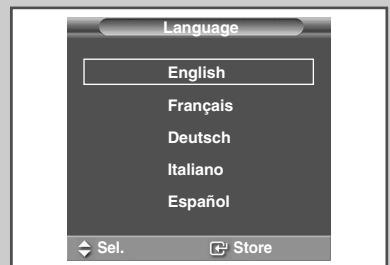 Language
English
Français
Deutsch
Italiano
Español
Sel. Store